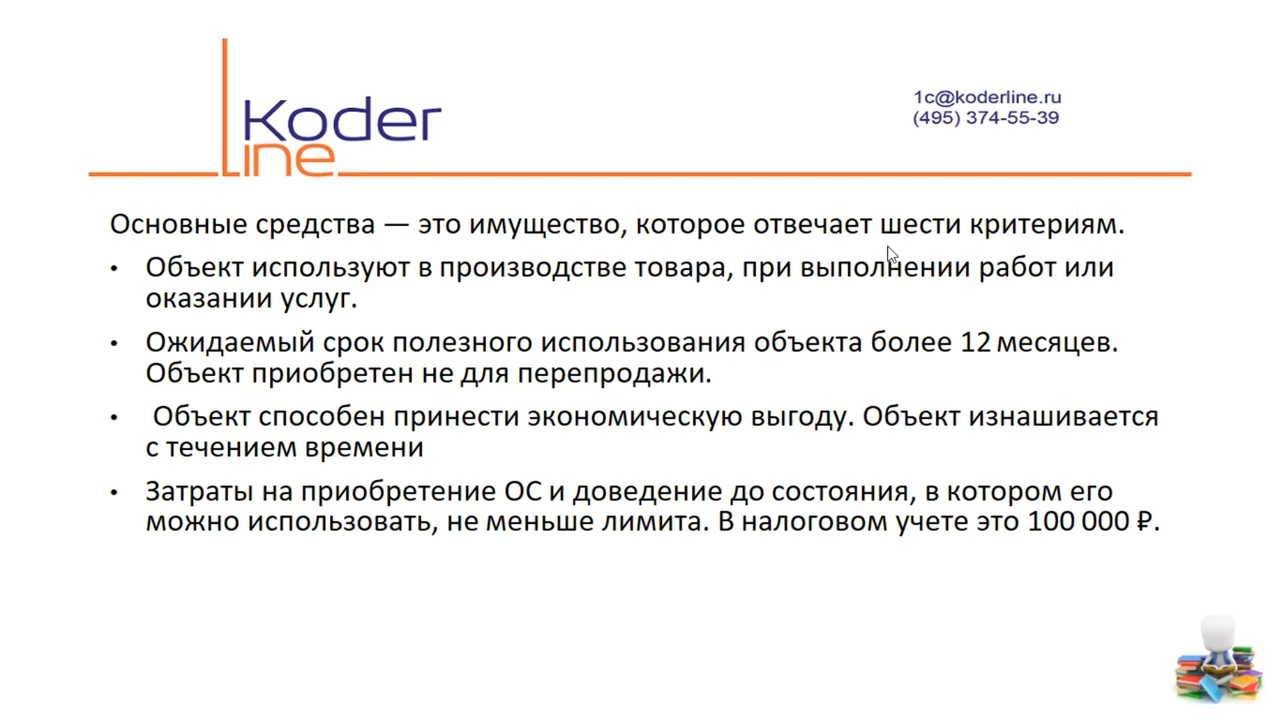 Koder
Line
1c@koderline.ru
(495) 374-55-39
Основные средства — это имущество, которое отвечает шести критериям.
• Объект используют в производстве товара, при выполнении работ или
оказании услуг.
• Ожидаемый срок полезного использования объекта более 12 месяцев.
Объект приобретен не для перепродажи.
• Объект способен принести экономическую выгоду. Объект изнашивается
с течением времени
• Затраты на приобретение ОС и доведение до состояния, в котором его
можно использовать, не меньше лимита. В налоговом учете это 100 000 ₽.